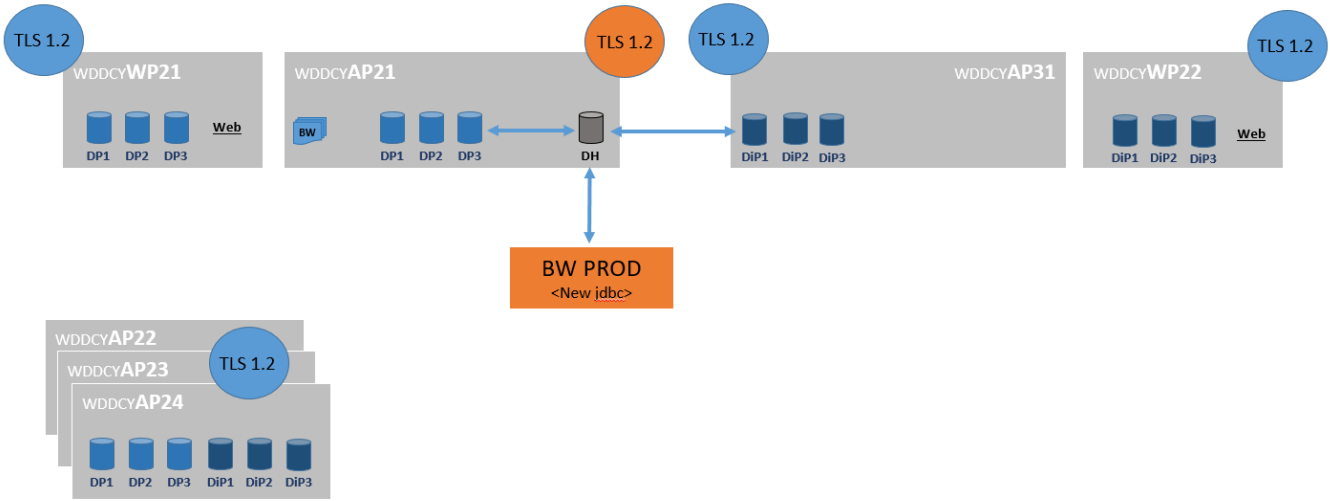 TLS 1.2
WDDCYWP21
DP1 DP2 DP3 Web
TLS 1.2
WDDCYAP21
BW
DP1 DP2 DP3 DH
TLS 1.2
WDDCYAP31
DiP1 DiP2 DiP3
TLS 1.2
WDDCYWP22
DiP1 DiP2 DiP3 Web
BW PROD
<New jdbc>
WDDCYAP22
WDDCYAP23
TLS 1.2
WDDCYAP24
DP1 DP2 DP3 DiP1 DiP2 DiP3